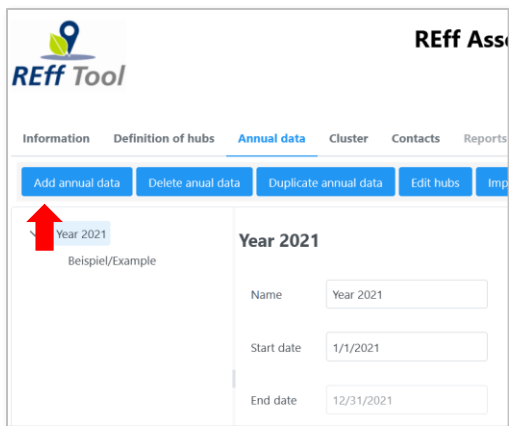 REff Tool
REff Ass
Information Definition of hubs Annual data Cluster Contacts Reports
Add annual data Delete anual data Duplicate annual data Edit hubs Imp
Year 2021
Beispiel/Example
Year 2021
Name Year 2021
Start date 1/1/2021
End date 12/31/2021